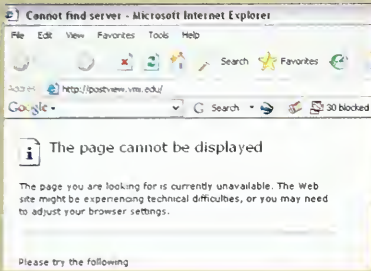 Cannot find server - Microsoft Internet Explorer
File Edit View Favorites Tools Help
Search Favorites
http://postview.vmi.edu/
Google - G Search 30 blocked
The page cannot be displayed
The page you are looking for is currently unavailable. The Web
site might be experiencing technical difficulties, or you may need
to adjust your browser settings.
Please try the following